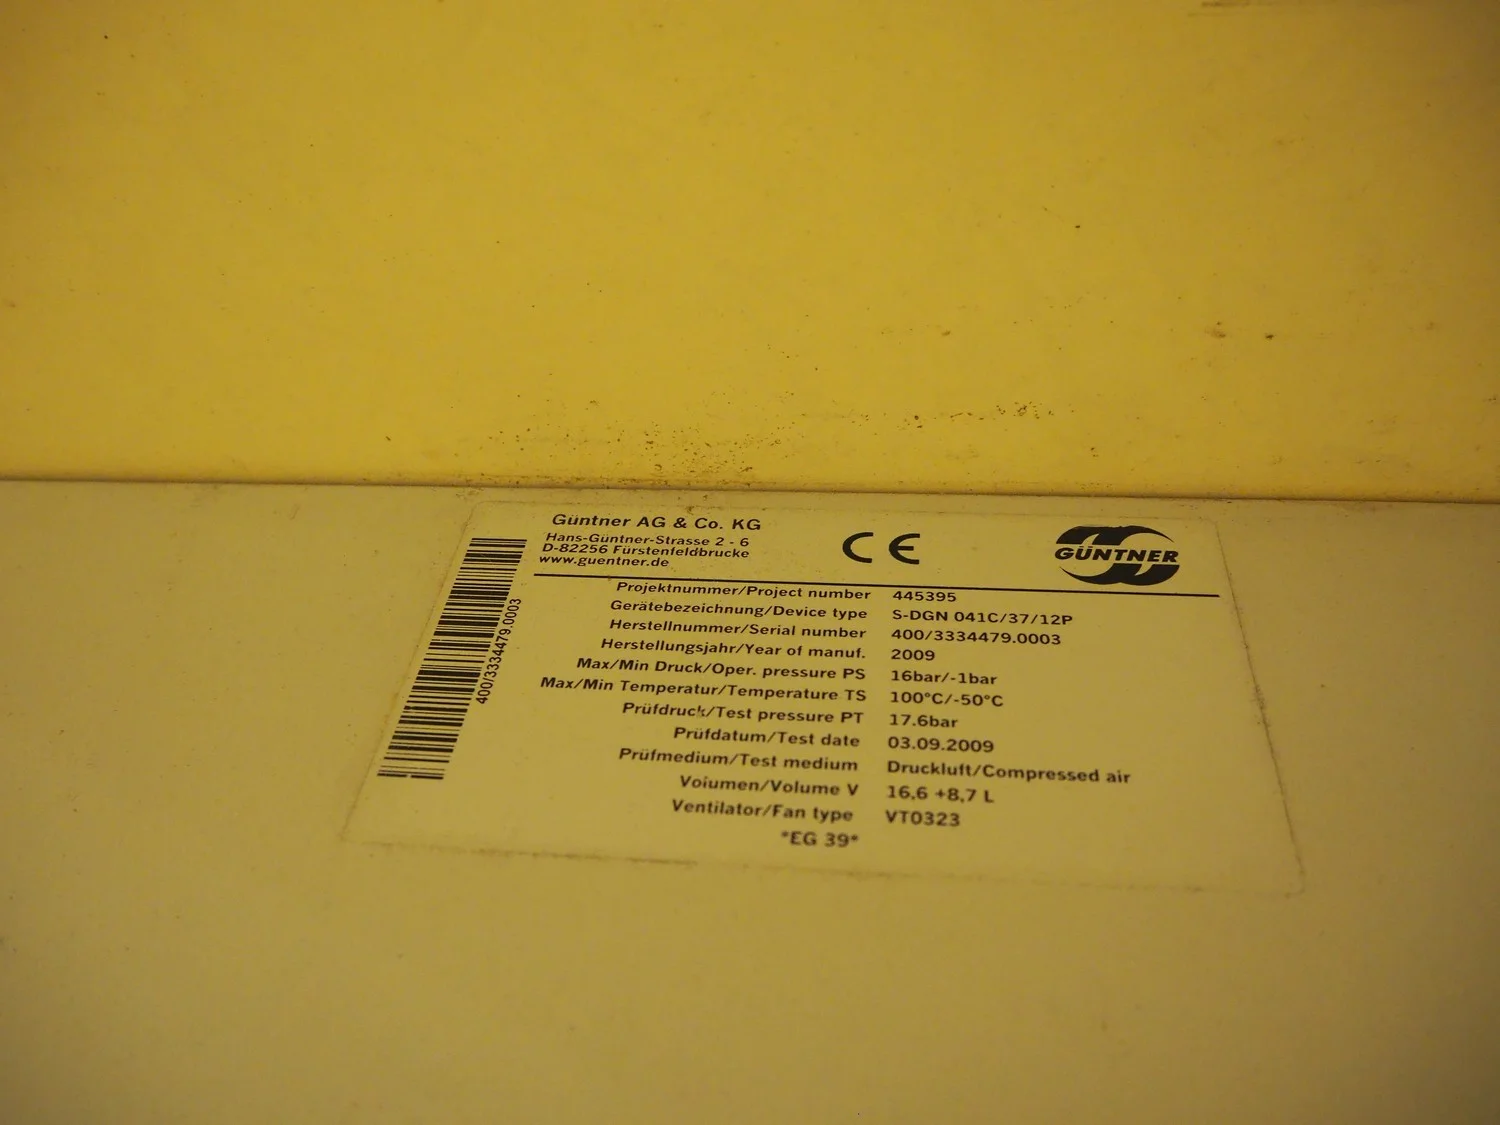 Güntner AG & Co. KG
Hans-Güntner-Strasse 2 - 6
D-82256 Fürstenfeldbrucke
www.guentner.de
CE
GÜNTNER
400/3334479.0003
Projektnummer/Project number 445395
Gerätebezeichnung/Device type S-DGN 041C/37/12P
Herstellnummer/Serial number 400/3334479.0003
Herstellungsjahr/Year of manuf. 2009
Max/Min Druck/Oper. pressure PS 16bar/-1bar
Max/Min Temperatur/Temperature TS 100°C/-50°C
Prüfdruck/Test pressure PT 17.6bar
Prüfdatum/Test date 03.09.2009
Prüfmedium/Test medium Druckluft/Compressed air
Volumen/Volume V 16,6 +8,7 L
Ventilator/Fan type VT0323
*EG 39*